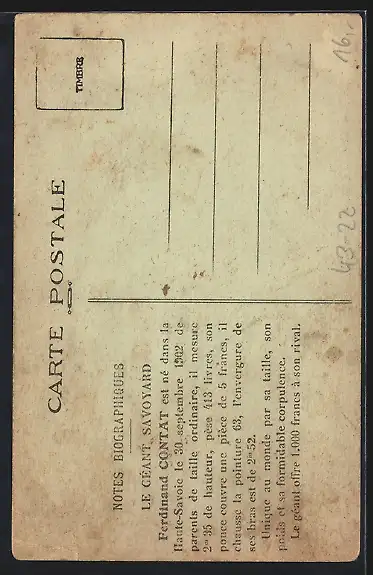 CARTE POSTALE
TIMBRE
NOTES BIOGRAPHIQUES
LE GÉANT SAVOYARD
Ferdinand CONTAT est né dans la
Haute-Savoie le 30 septembre 1902 de
parents de taille ordinaire, il mesure
2m35 de hauteur, pèse 413 livres, son
pouce couvre une pièce de 5 francs, il
chausse la pointure 63, l'envergure de
ses bras est de 2m52.
Unique au monde par sa taille, son
poids et sa formidable corpulence.
Le géant offre 1.000 francs à son rival.
16.-
43-22